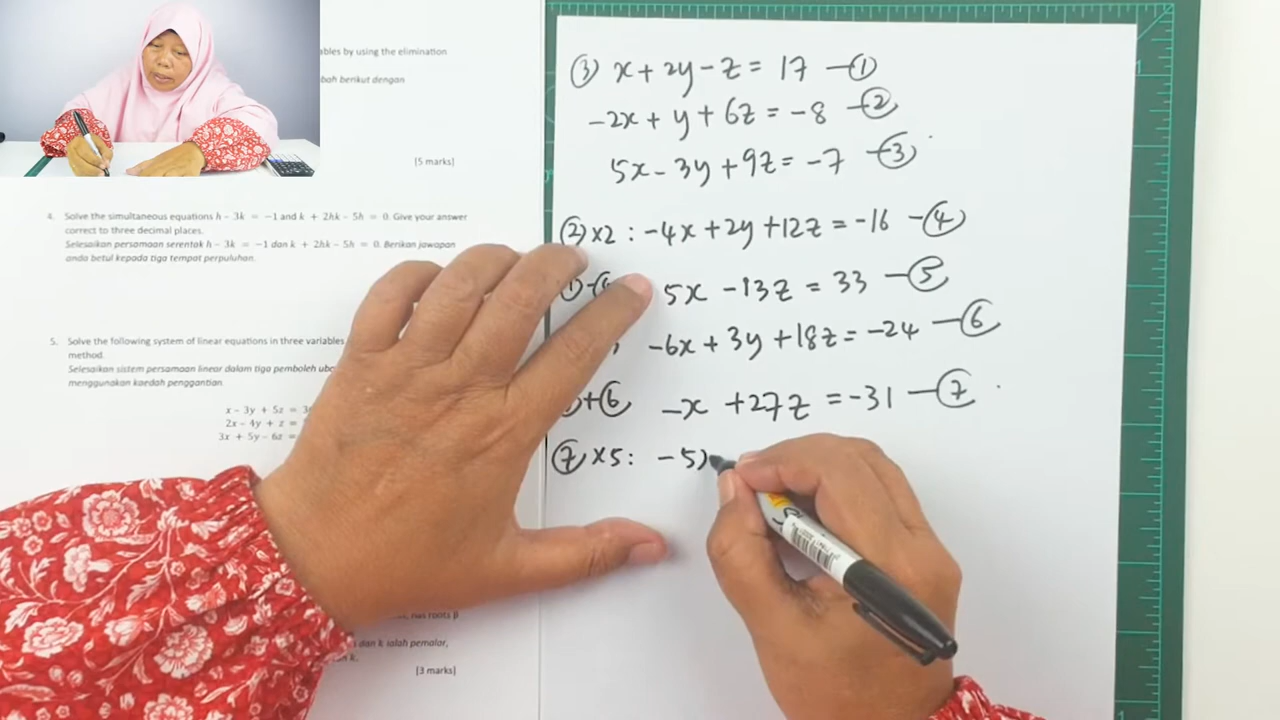 ables by using the elimination
bah berikut dengan
[5 marks]
4. Solve the simultaneous equations h − 3k = −1 and k + 2hk − 5h = 0. Give your answer
correct to three decimal places.
Selesaikan persamaan serentak h − 3k = −1 dan k + 2hk − 5h = 0. Berikan jawapan
anda betul kepada tiga tempat perpuluhan.
5. Solve the following system of linear equations in three variables
method.
Selesaikan sistem persamaan linear dalam tiga pemboleh ubc
menggunakan kaedah penggantian.
x − 3y + 5z = 3
2x − 4y + z =
3x + 5y − 6z =
has roots β
dan k ialah pemalar,
k.
[3 marks]
③ x + 2y − z = 17 —①
−2x + y + 6z = −8 —②
5x − 3y + 9z = −7 —③
② ×2 : −4x + 2y + 12z = −16 —④
5x − 13z = 33 —⑤
−6x + 3y + 18z = −24 —⑥
+⑥ −x + 27z = −31 —⑦
⑦ ×5 : −5